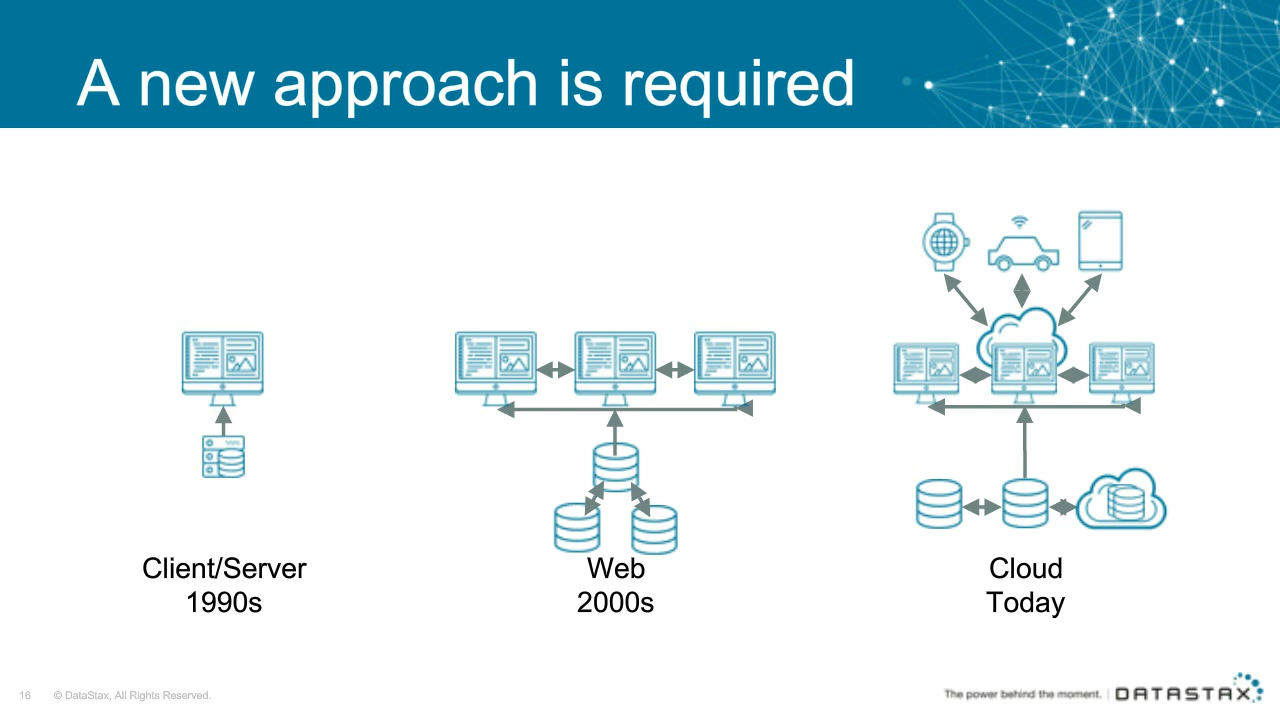 A new approach is required
Client/Server
1990s
Web
2000s
Cloud
Today
16
© DataStax, All Rights Reserved.
The power behind the moment. | DATASTAX